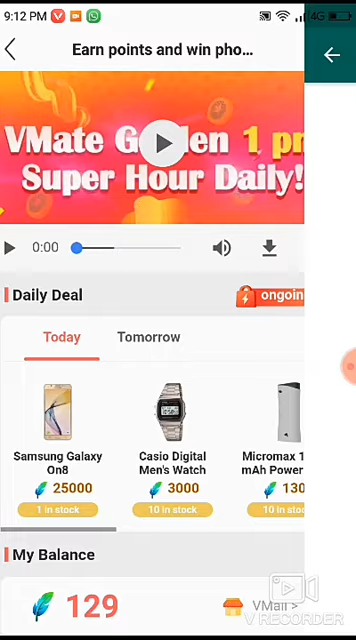 9:12 PM 4G
Earn points and win pho...
VMate G lden 1 pr
Super Hour Daily!
0:00
Daily Deal
ongoin
Today Tomorrow
Samsung Galaxy
On8
25000
1 in stock
Casio Digital
Men's Watch
3000
10 in stock
Micromax 1
mAh Power
130
10 in stoc
My Balance
129
VMall >
V RECORDER